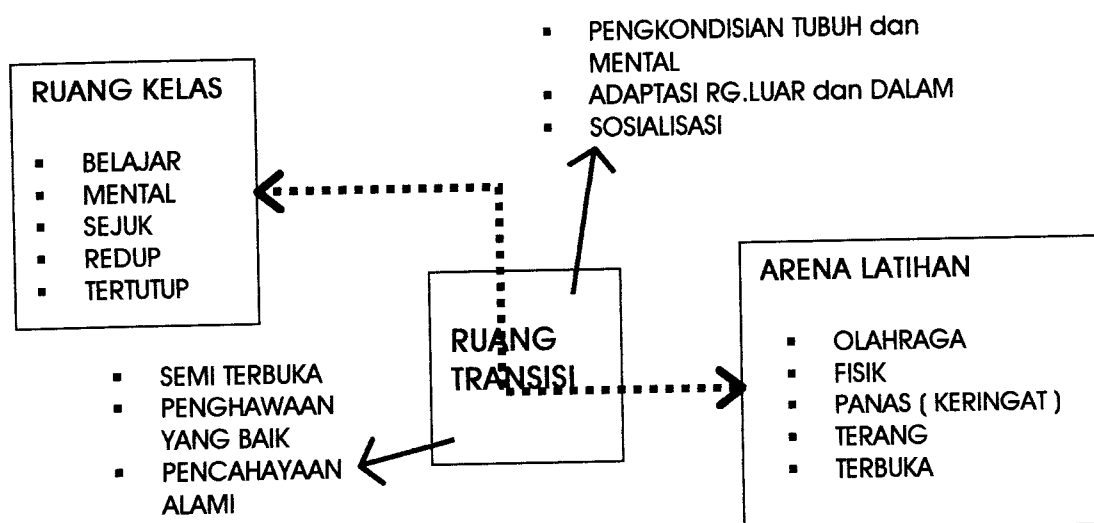 ▪ PENGKONDISIAN TUBUH dan
MENTAL
▪ ADAPTASI RG.LUAR dan DALAM
▪ SOSIALISASI
RUANG KELAS
▪ BELAJAR
▪ MENTAL
▪ SEJUK
▪ REDUP
▪ TERTUTUP
RUANG
TRANSISI
▪ SEMI TERBUKA
▪ PENGHAWAAN
YANG BAIK
▪ PENCAHAYAAN
ALAMI
ARENA LATIHAN
▪ OLAHRAGA
▪ FISIK
▪ PANAS ( KERINGAT )
▪ TERANG
▪ TERBUKA